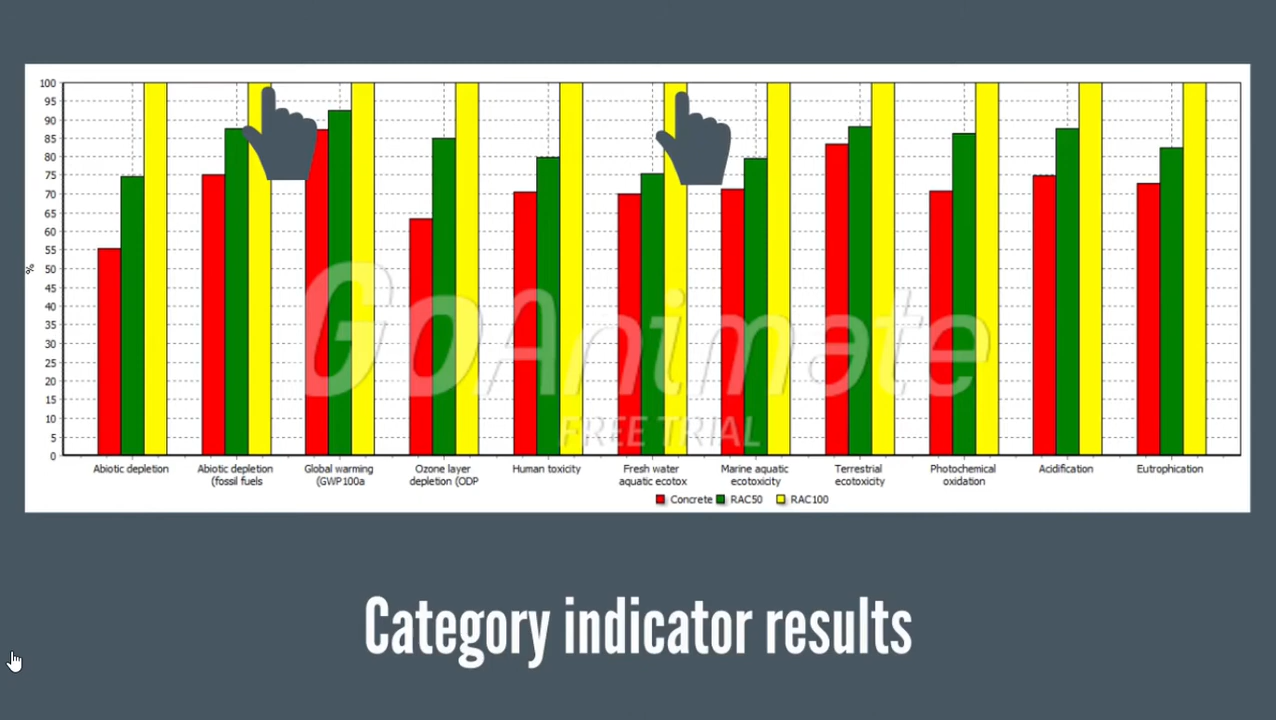 100
95
90
85
80
75
70
65
60
55
50
45
40
35
30
25
20
15
10
5
0
%
Abiotic depletion
Abiotic depletion
(fossil fuels
Global warming
(GWP100a
Ozone layer
depletion (ODP
Human toxicity
Fresh water
aquatic ecotox
Marine aquatic
ecotoxicity
Terrestrial
ecotoxicity
Photochemical
oxidation
Acidification
Eutrophication
Concrete RAC50 RAC100
GoAnimate
FREE TRIAL
Category indicator results